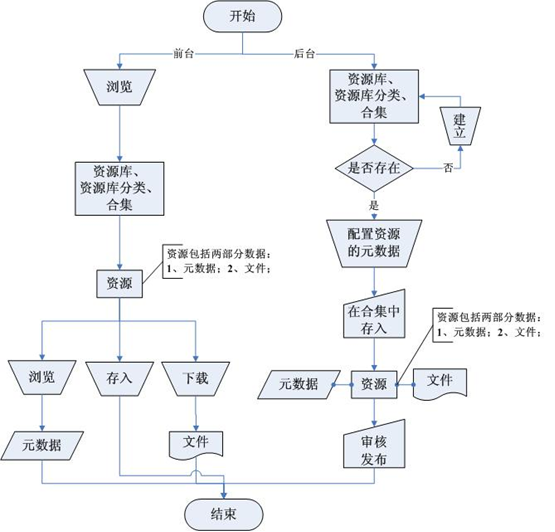 开始
前台
后台
浏览
资源库、
资源库分类、
合集
资源
资源包括两部分数据：
1、元数据；2、文件；
浏览
存入
下载
元数据
文件
资源库、
资源库分类、
合集
建
立
是否存在
否
是
配置资源
的元数据
在合集中
存入
资源包括两部分数据：
1、元数据；2、文件；
元数据
资源
文件
审核
发布
结束